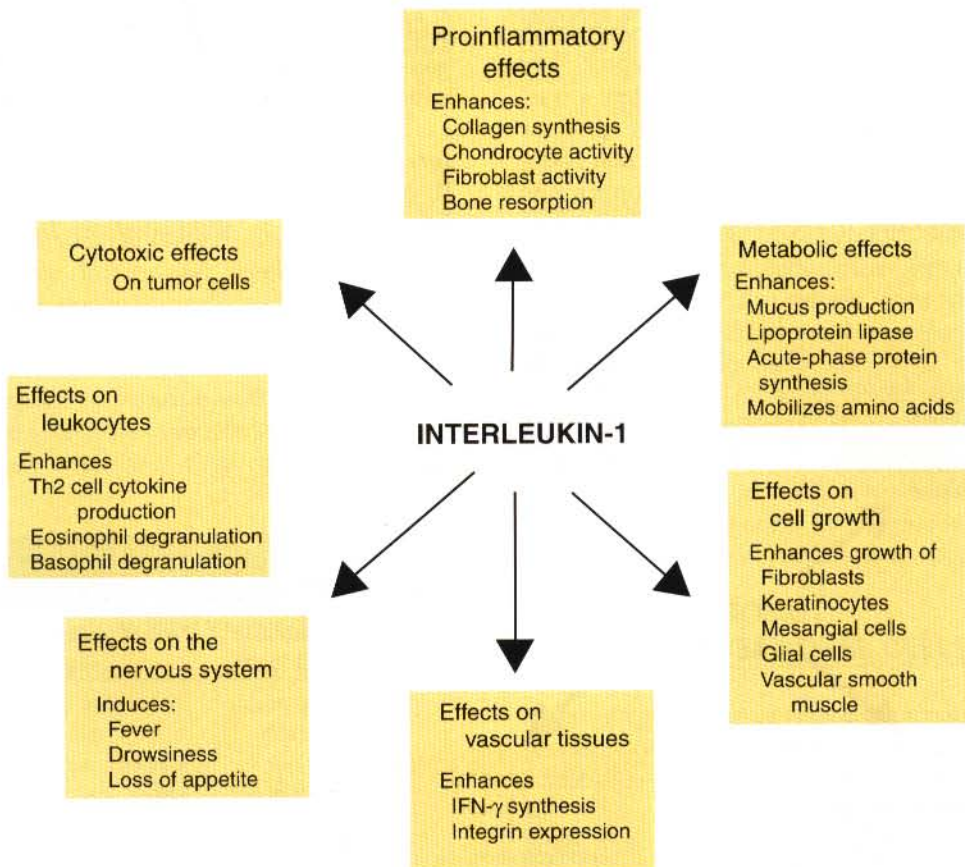 Proinflammatory
effects
Enhances:
Collagen synthesis
Chondrocyte activity
Fibroblast activity
Bone resorption
Cytotoxic effects
On tumor cells
Metabolic effects
Enhances:
Mucus production
Lipoprotein lipase
Acute-phase protein
synthesis
Mobilizes amino acids
Effects on
leukocytes
Enhances
Th2 cell cytokine
production
Eosinophil degranulation
Basophil degranulation
INTERLEUKIN-1
Effects on
cell growth
Enhances growth of
Fibroblasts
Keratinocytes
Mesangial cells
Glial cells
Vascular smooth
muscle
Effects on the
nervous system
Induces:
Fever
Drowsiness
Loss of appetite
Effects on
vascular tissues
Enhances
IFN-γ synthesis
Integrin expression